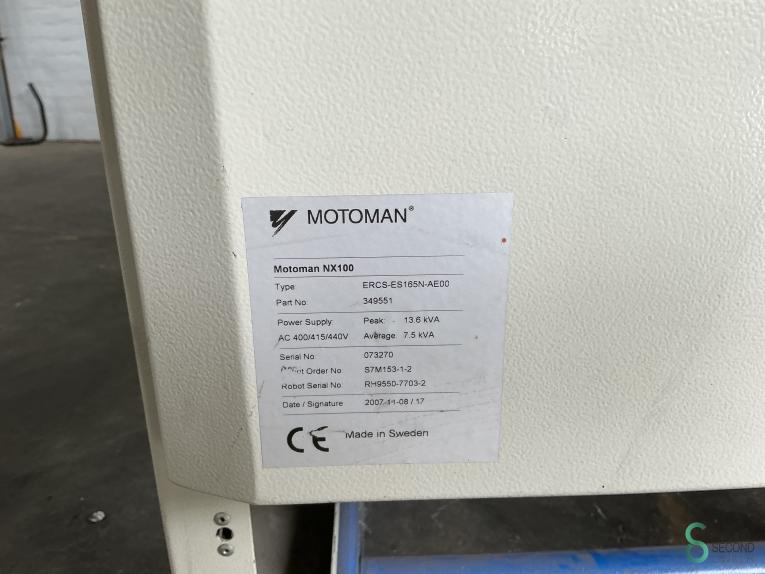 MOTOMAN®
Motoman NX100
Type: ERCS-ES165N-AE00
Part No: 349551
Power Supply: Peak: 13.6 kVA
AC 400/415/440V Average: 7.5 kVA
Serial No: 073270
Order No S7M153-1-2
Robot Serial No RH9550-7703-2
Date / Signature 2007-11-08 / 17
CE Made in Sweden
SECOND